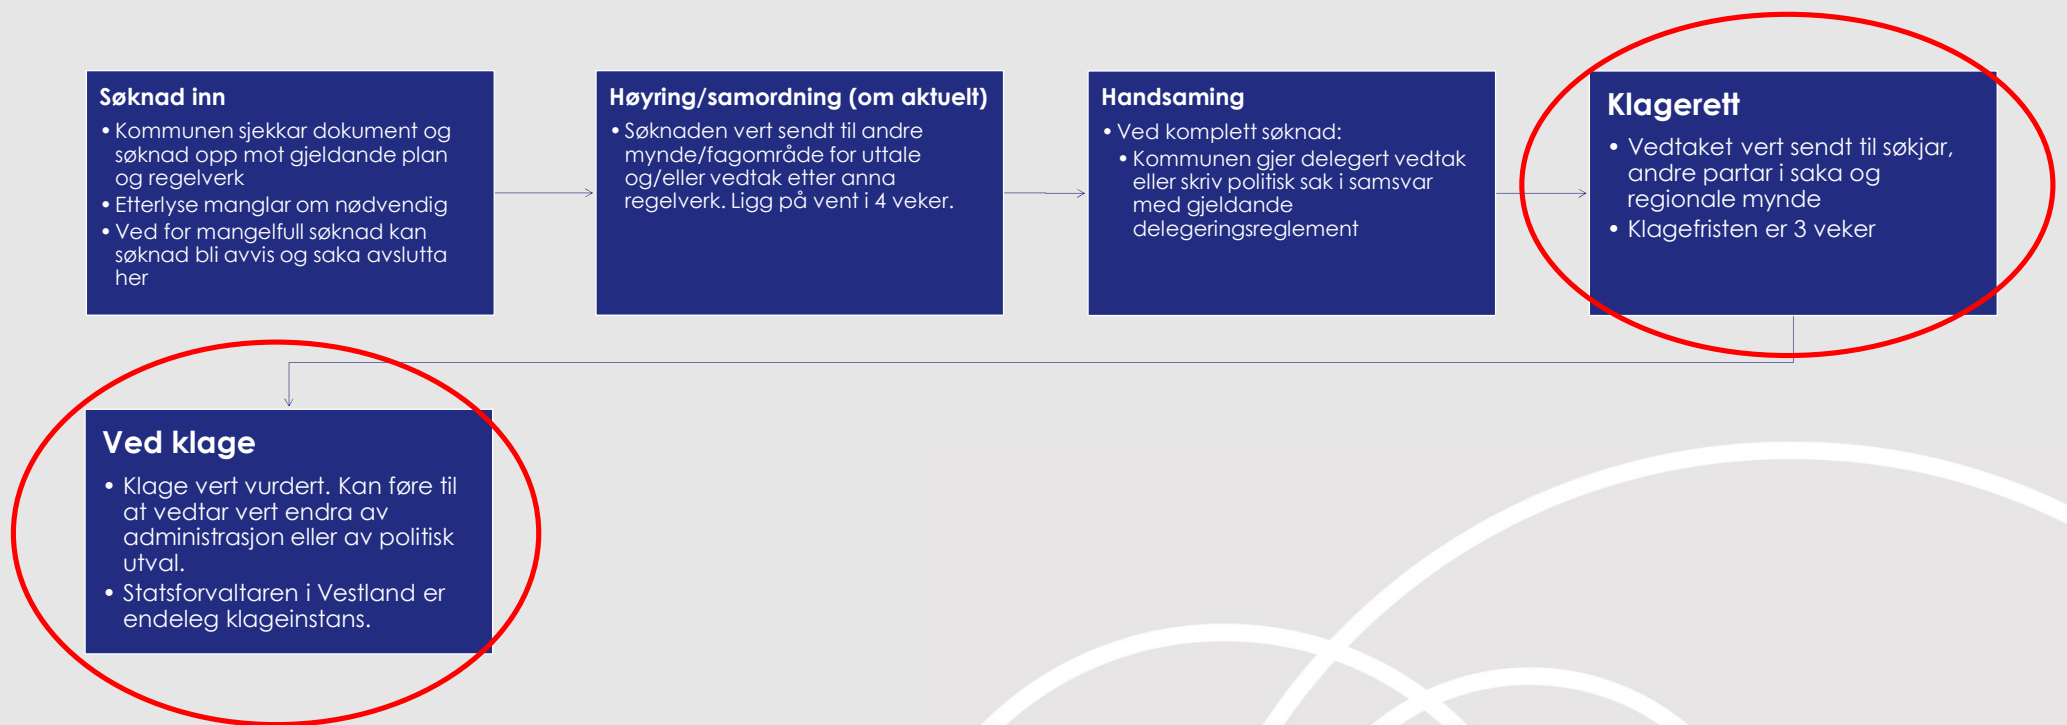 Søknad inn
• Kommunen sjekkar dokument og
søknad opp mot gjeldande plan
og regelverk
• Etterlyse manglar om nødvendig
• Ved for mangelfull søknad kan
søknad bli avvis og saka avslutta
her
Høyring/samordning (om aktuelt)
• Søknaden vert sendt til andre
mynde/fagområde for uttale
og/eller vedtak etter anna
regelverk. Ligg på vent i 4 veker.
Handsaming
• Ved komplett søknad:
• Kommunen gjer delegert vedtak
eller skriv politisk sak i samsvar
med gjeldande
delegeringsreglement
Klagerett
• Vedtaket vert sendt til søkjar,
andre partar i saka og
regionale mynde
• Klagefristen er 3 veker
Ved klage
• Klage vert vurdert. Kan føre til
at vedtar vert endra av
administrasjon eller av politisk
utval.
• Statsforvaltaren i Vestland er
endeleg klageinstans.